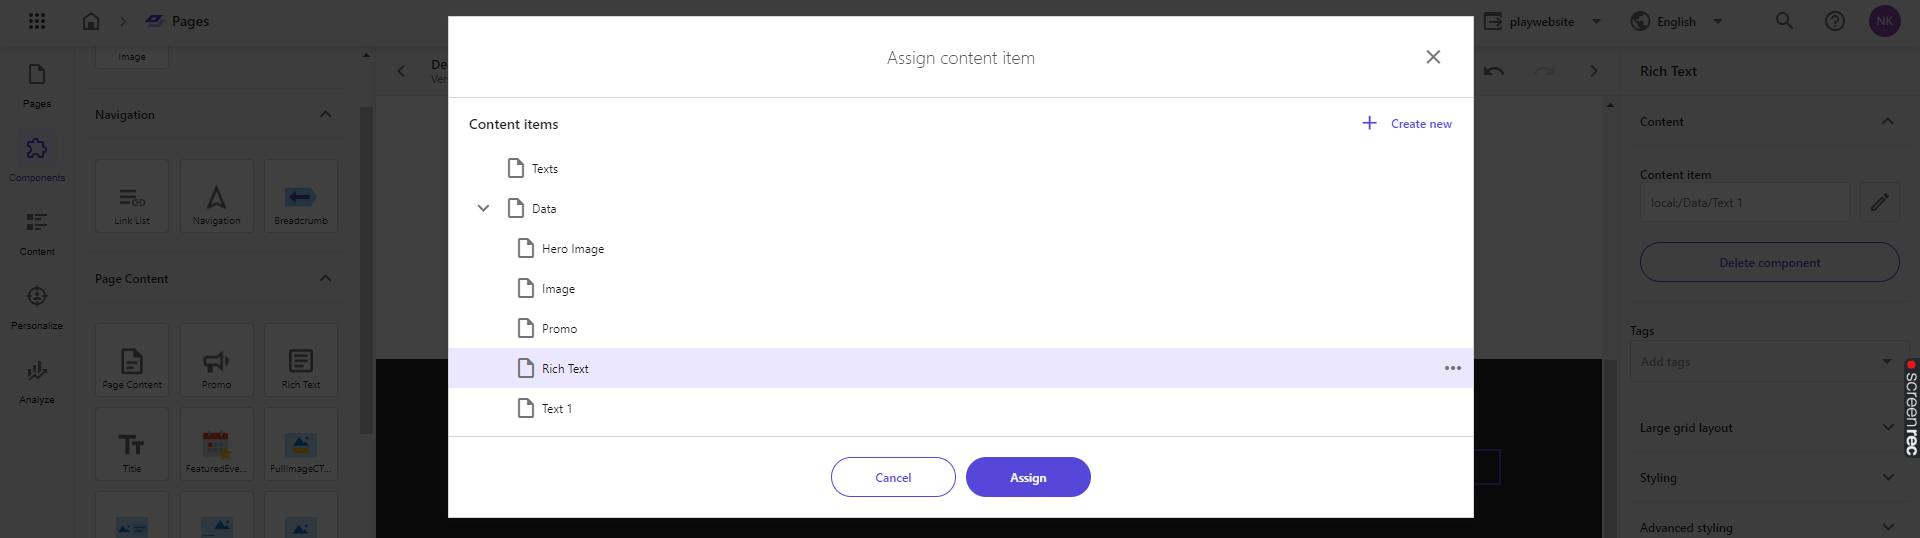 Pages
playwebsite
English
NK
Image
Pages
Components
Content
Personalize
Analyze
Navigation
Link List
Navigation
Breadcrumb
Page Content
Page Content
Promo
Rich Text
Title
FeaturedEve...
FullImageCT...
De
Ver
Assign content item
Content items
Create new
Texts
Data
Hero Image
Image
Promo
Rich Text
Text 1
Cancel
Assign
Rich Text
Content
Content item
local:/Data/Text 1
Delete component
Tags
Add tags
Large grid layout
Styling
Advanced styling
screenrec